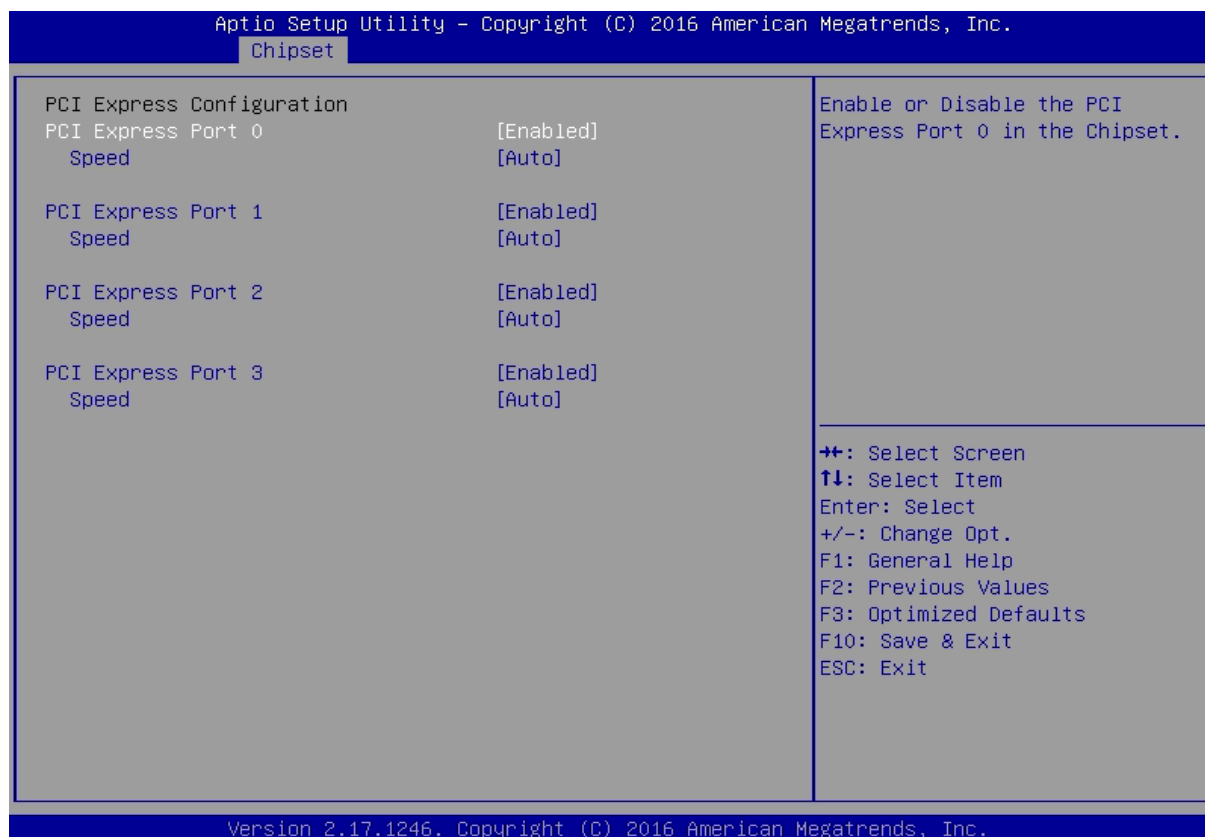 Aptio Setup Utility – Copyright (C) 2016 American Megatrends, Inc.
Chipset
PCI Express Configuration
PCI Express Port 0 [Enabled]
Speed [Auto]
PCI Express Port 1 [Enabled]
Speed [Auto]
PCI Express Port 2 [Enabled]
Speed [Auto]
PCI Express Port 3 [Enabled]
Speed [Auto]
Enable or Disable the PCI
Express Port 0 in the Chipset.
→←: Select Screen
↑↓: Select Item
Enter: Select
+/-: Change Opt.
F1: General Help
F2: Previous Values
F3: Optimized Defaults
F10: Save & Exit
ESC: Exit
Version 2.17.1246. Copyright (C) 2016 American Megatrends, Inc.